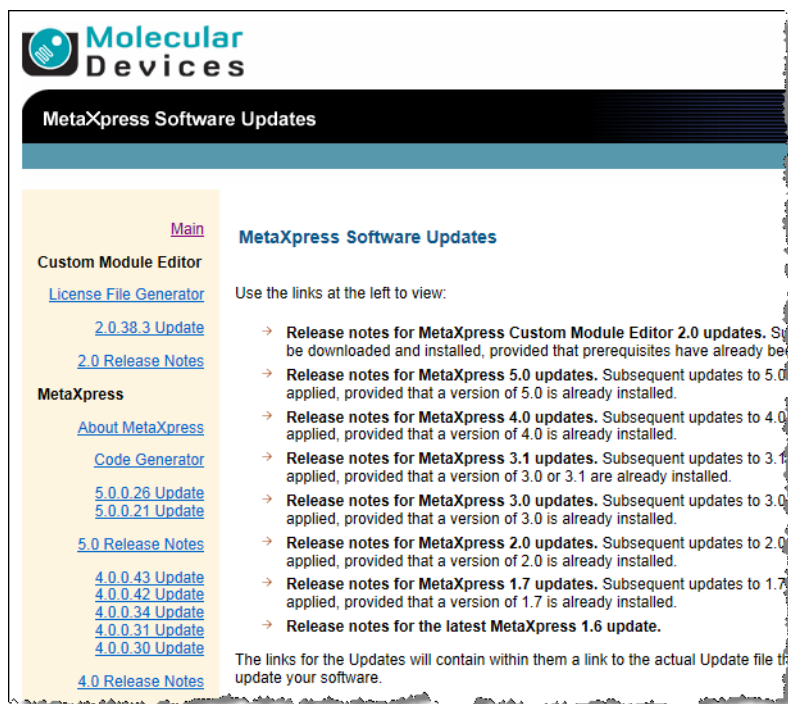 Molecular
Devices
MetaXpress Software Updates
Main
Custom Module Editor
License File Generator
2.0.38.3 Update
2.0 Release Notes
MetaXpress
About MetaXpress
Code Generator
5.0.0.26 Update
5.0.0.21 Update
5.0 Release Notes
4.0.0.43 Update
4.0.0.42 Update
4.0.0.34 Update
4.0.0.31 Update
4.0.0.30 Update
4.0 Release Notes
MetaXpress Software Updates
Use the links at the left to view:
→ Release notes for MetaXpress Custom Module Editor 2.0 updates.
be downloaded and installed, provided that prerequisites have already
→ Release notes for MetaXpress 5.0 updates. Subsequent updates to 5.0
applied, provided that a version of 5.0 is already installed.
→ Release notes for MetaXpress 4.0 updates. Subsequent updates to 4.0
applied, provided that a version of 4.0 is already installed.
→ Release notes for MetaXpress 3.1 updates. Subsequent updates to 3.1
applied, provided that a version of 3.0 or 3.1 are already installed.
→ Release notes for MetaXpress 3.0 updates. Subsequent updates to 3.0
applied, provided that a version of 3.0 is already installed.
→ Release notes for MetaXpress 2.0 updates. Subsequent updates to 2.0
applied, provided that a version of 2.0 is already installed.
→ Release notes for MetaXpress 1.7 updates. Subsequent updates to 1.7
applied, provided that a version of 1.7 is already installed.
→ Release notes for the latest MetaXpress 1.6 update.
The links for the Updates will contain within them a link to the actual Update file
update your software.